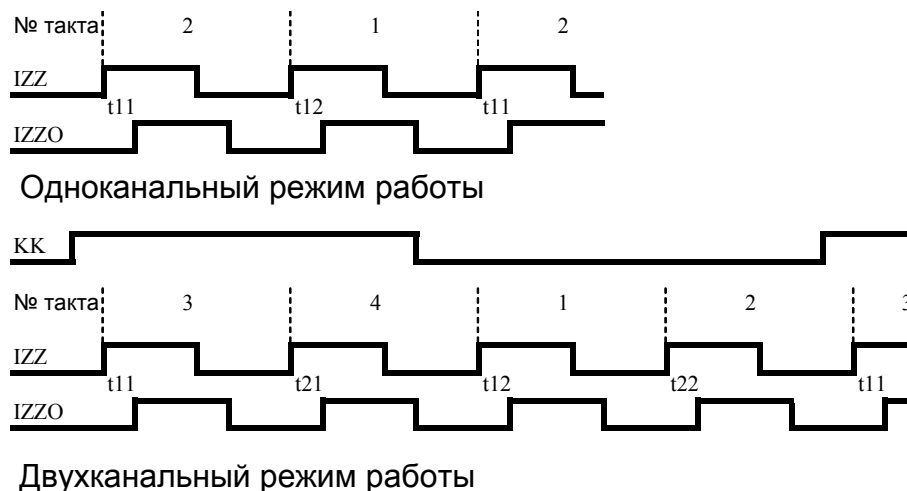 № такта 2 1 2
IZZ
t11 t12 t11
IZZO
Одноканальный режим работы
KK
№ такта 3 4 1 2 3
IZZ
t11 t21 t12 t22 t11
IZZO
Двухканальный режим работы